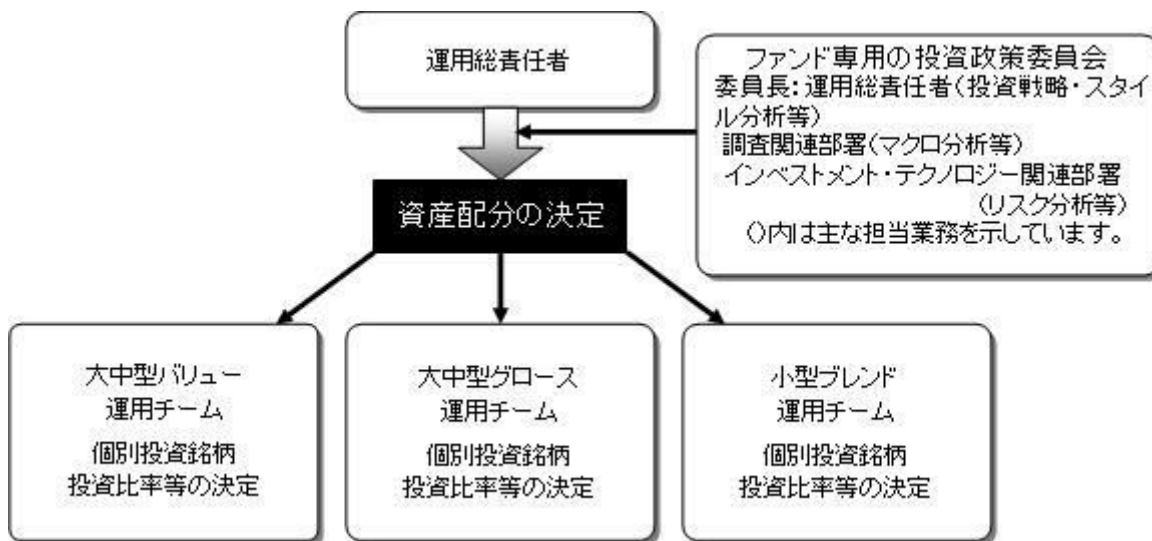 運用総責任者
ファンド専用の投資政策委員会
委員長:運用総責任者(投資戦略・スタイ
ル分析等)
調査関連部署(マクロ分析等)
インベストメント・テクノロジー関連部署
(リスク分析等)
()内は主な担当業務を示しています。
資産配分の決定
大中型バリュー
運用チーム
個別投資銘柄
投資比率等の決定
大中型グロース
運用チーム
個別投資銘柄
投資比率等の決定
小型ブレンド
運用チーム
個別投資銘柄
投資比率等の決定